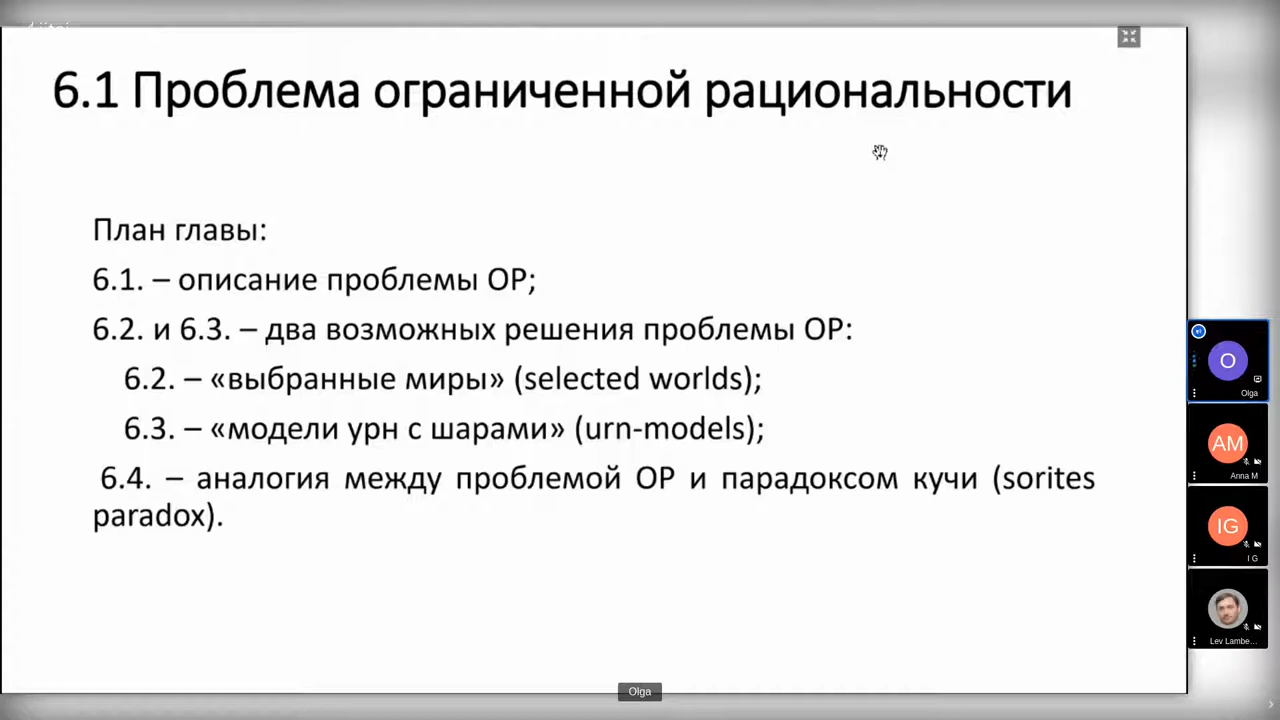 6.1 Проблема ограниченной рациональности
План главы:
6.1. – описание проблемы ОР;
6.2. и 6.3. – два возможных решения проблемы ОР:
6.2. – «выбранные миры» (selected worlds);
6.3. – «модели урн с шарами» (urn-models);
6.4. – аналогия между проблемой ОР и парадоксом кучи (sorites
paradox).
O
Olga
AM
Anna M
IG
I G
Lev Lambe...
Olga